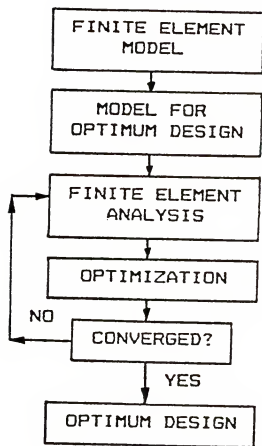 FINITE ELEMENT
MODEL
MODEL FOR
OPTIMUM DESIGN
FINITE ELEMENT
ANALYSIS
OPTIMIZATION
NO
CONVERGED?
YES
OPTIMUM DESIGN